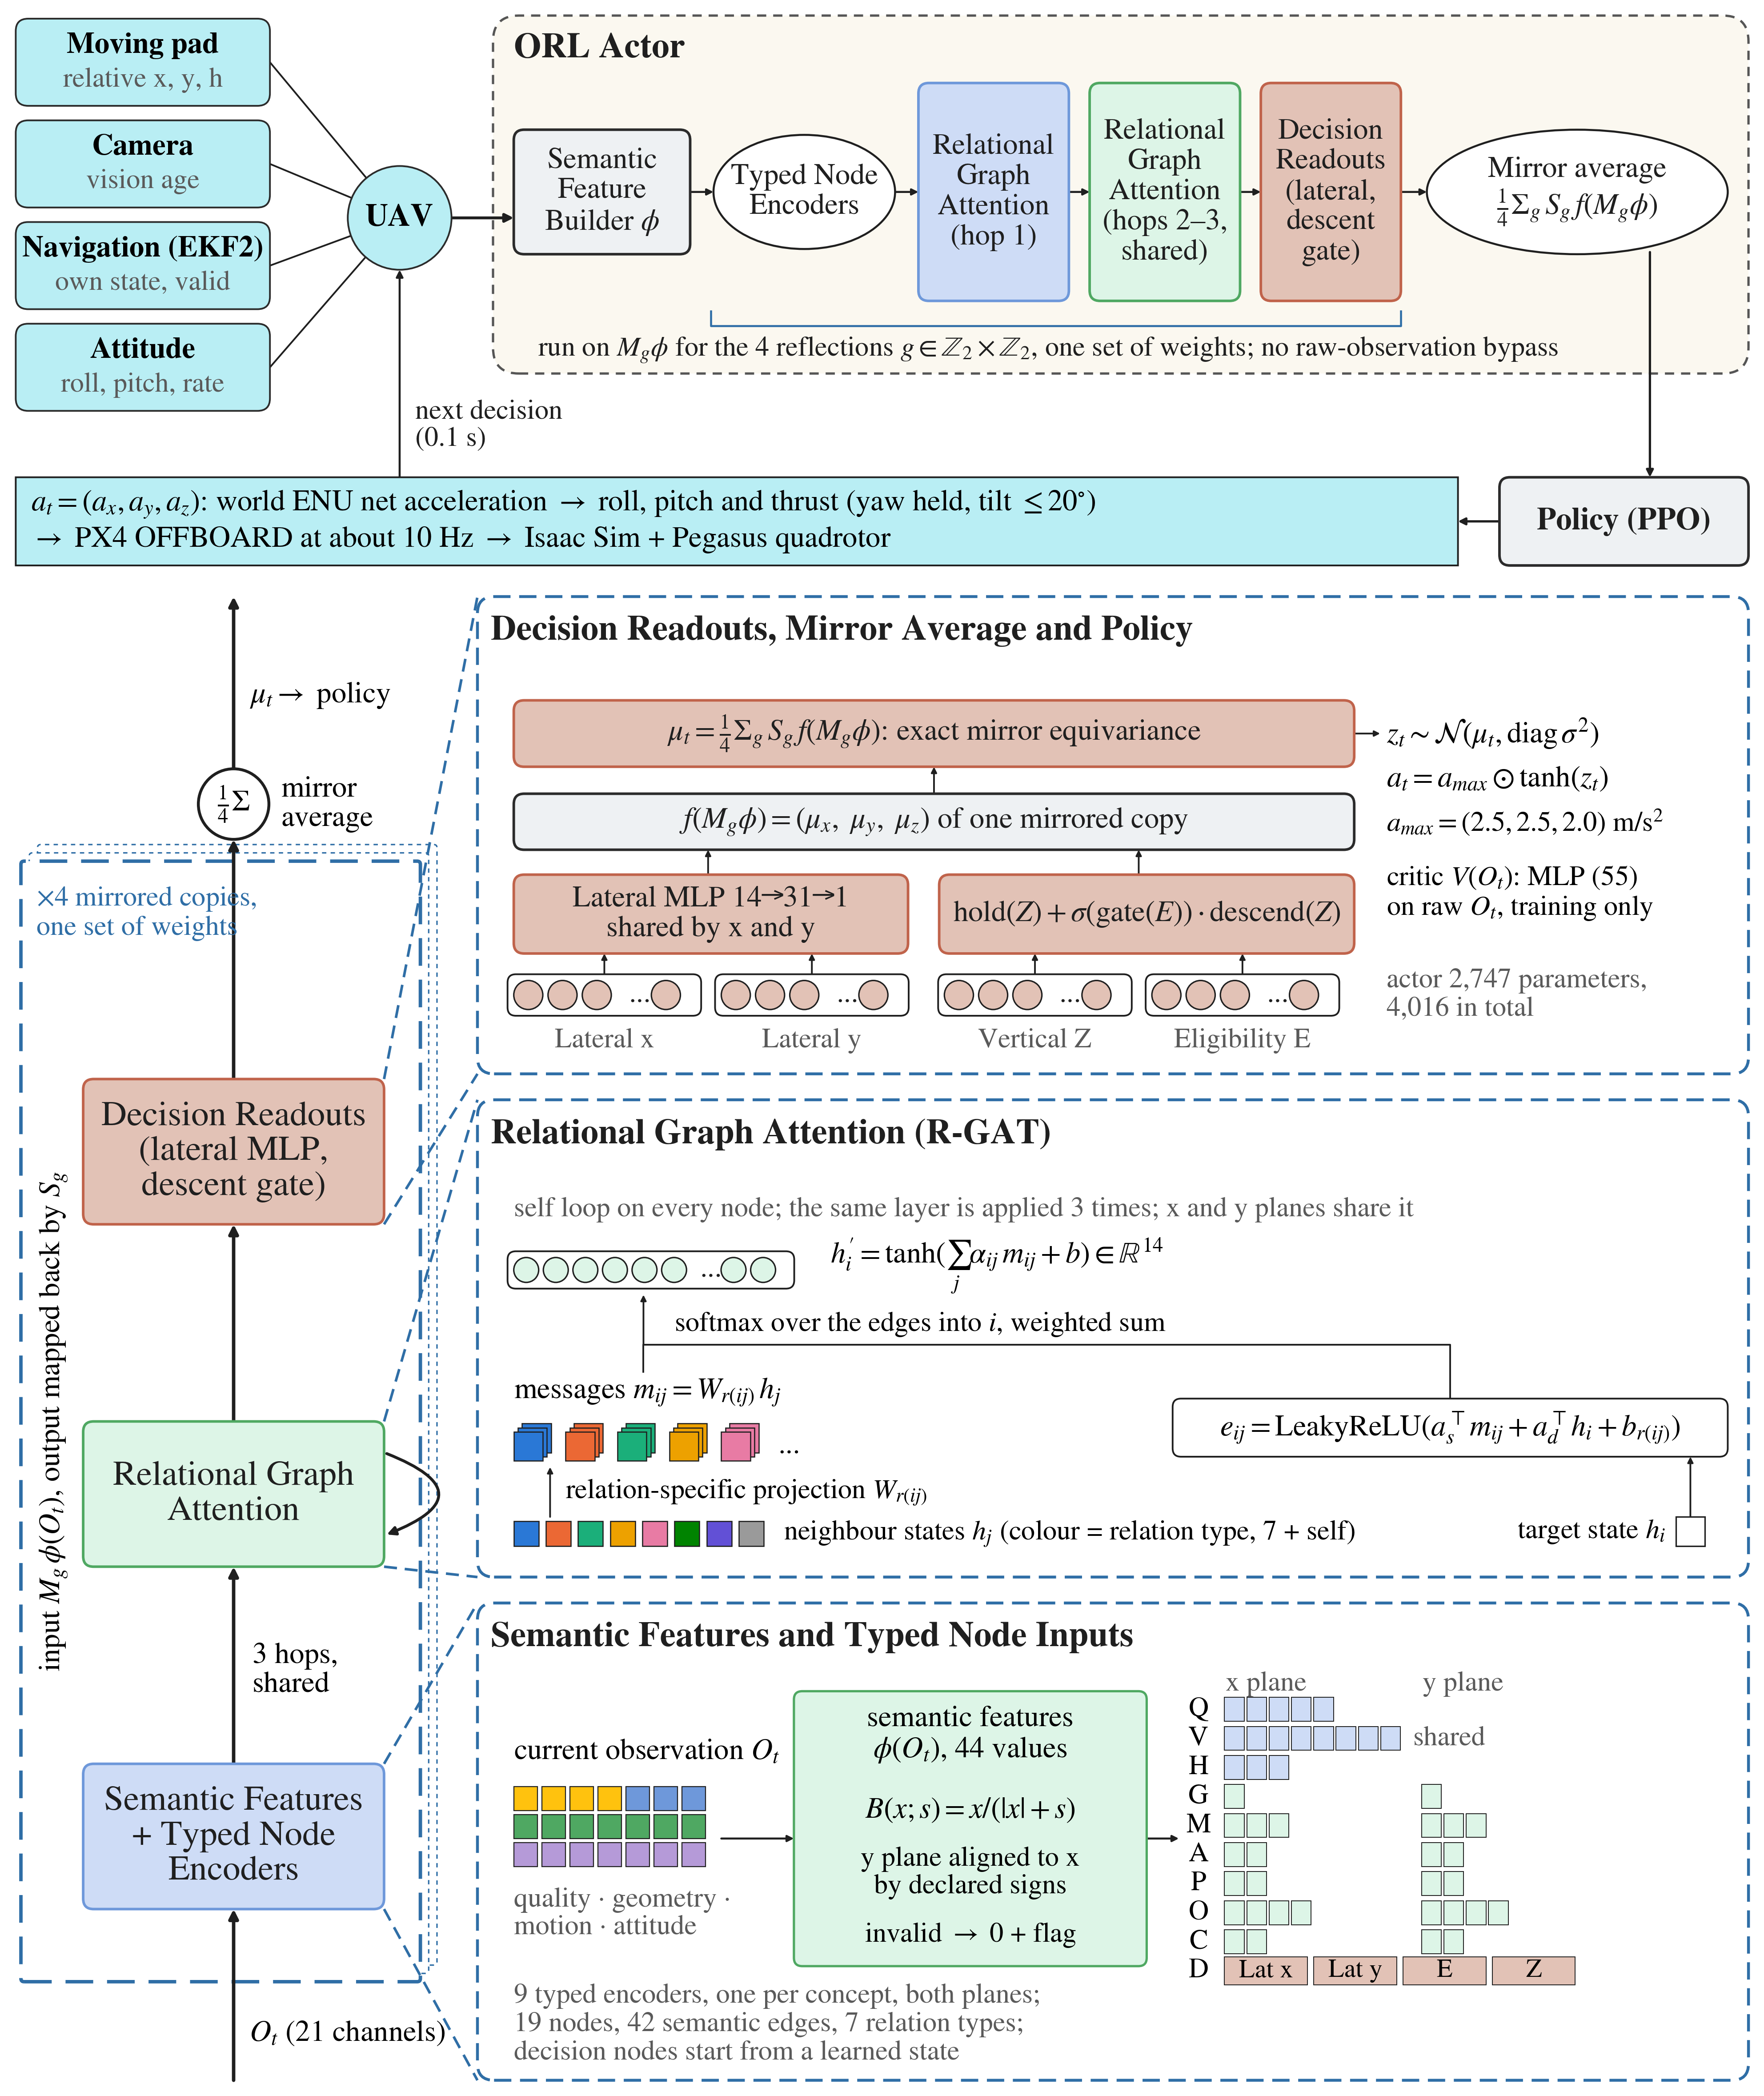 Moving pad
relative x, y, h
Camera
vision age
Navigation (EKF2)
own state, valid
Attitude
roll, pitch, rate
UAV
ORL Actor
Semantic
Feature
Builder ϕ
Typed Node
Encoders
Relational
Graph
Attention
(hop 1)
Relational
Graph
Attention
(hops 2–3,
shared)
Decision
Readouts
(lateral,
descent
gate)
Mirror average
¼Σ_g S_g f(M_gϕ)
run on M_gϕ for the 4 reflections g∈ℤ₂×ℤ₂, one set of weights; no raw-observation bypass
next decision
(0.1 s)
a_t=(a_x, a_y, a_z): world ENU net acceleration → roll, pitch and thrust (yaw held, tilt ≤20°)
→ PX4 OFFBOARD at about 10 Hz → Isaac Sim + Pegasus quadrotor
Policy (PPO)
μ_t → policy
¼Σ
mirror
average
×4 mirrored copies,
one set of weights
input M_g ϕ(O_t), output mapped back by S_g
Decision Readouts
(lateral MLP,
descent gate)
Relational Graph
Attention
3 hops,
shared
Semantic Features
+ Typed Node
Encoders
O_t (21 channels)
Decision Readouts, Mirror Average and Policy
μ_t=¼Σ_g S_g f(M_gϕ): exact mirror equivariance
f(M_gϕ)=(μ_x, μ_y, μ_z) of one mirrored copy
Lateral MLP 14→31→1
shared by x and y
hold(Z)+σ(gate(E))·descend(Z)
...
...
...
...
Lateral x
Lateral y
Vertical Z
Eligibility E
z_t ∼ 𝒩(μ_t, diag σ²)
a_t=a_max⊙tanh(z_t)
a_max=(2.5, 2.5, 2.0) m/s²
critic V(O_t): MLP (55)
on raw O_t, training only
actor 2,747 parameters,
4,016 in total
Relational Graph Attention (R-GAT)
self loop on every node; the same layer is applied 3 times; x and y planes share it
...
h_i′=tanh(∑_j α_ij m_ij+b)∈ℝ¹⁴
softmax over the edges into i, weighted sum
messages m_ij=W_r(ij) h_j
...
e_ij=LeakyReLU(a_s^⊤ m_ij+a_d^⊤ h_i+b_r(ij))
relation-specific projection W_r(ij)
neighbour states h_j (colour = relation type, 7 + self)
target state h_i
Semantic Features and Typed Node Inputs
current observation O_t
quality · geometry ·
motion · attitude
semantic features
ϕ(O_t), 44 values
B(x; s)=x/(|x|+s)
y plane aligned to x
by declared signs
invalid → 0 + flag
x plane
y plane
Q
V
shared
H
G
M
A
P
O
C
D
Lat x
Lat y
E
Z
9 typed encoders, one per concept, both planes;
19 nodes, 42 semantic edges, 7 relation types;
decision nodes start from a learned state